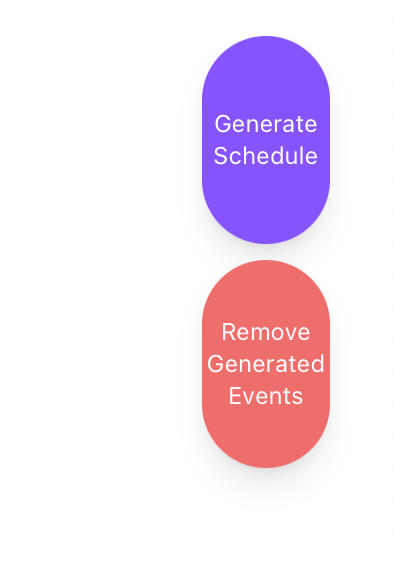 Generate
Schedule
Remove
Generated
Events